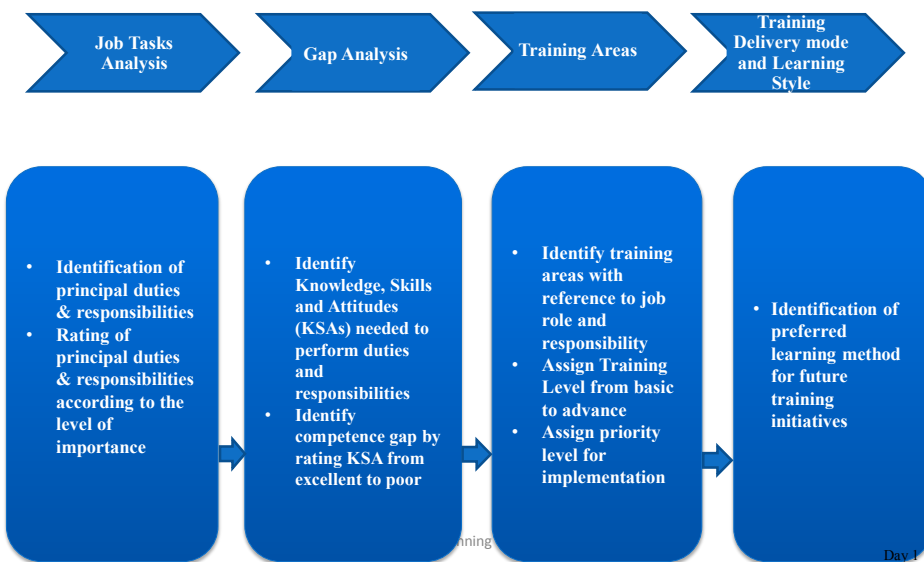 Job Tasks
Analysis
Gap Analysis
Training Areas
Training
Delivery mode
and Learning
Style
• Identification of
principal duties
& responsibilities
• Rating of
principal duties
& responsibilities
according to the
level of
importance
• Identify
Knowledge, Skills
and Attitudes
(KSAs) needed to
perform duties
and
responsibilities
• Identify
competence gap by
rating KSA from
excellent to poor
• Identify training
areas with
reference to job
role and
responsibility
• Assign Training
Level from basic
to advance
• Assign priority
level for
implementation
• Identification of
preferred
learning method
for future
training
initiatives
nning
Day 1